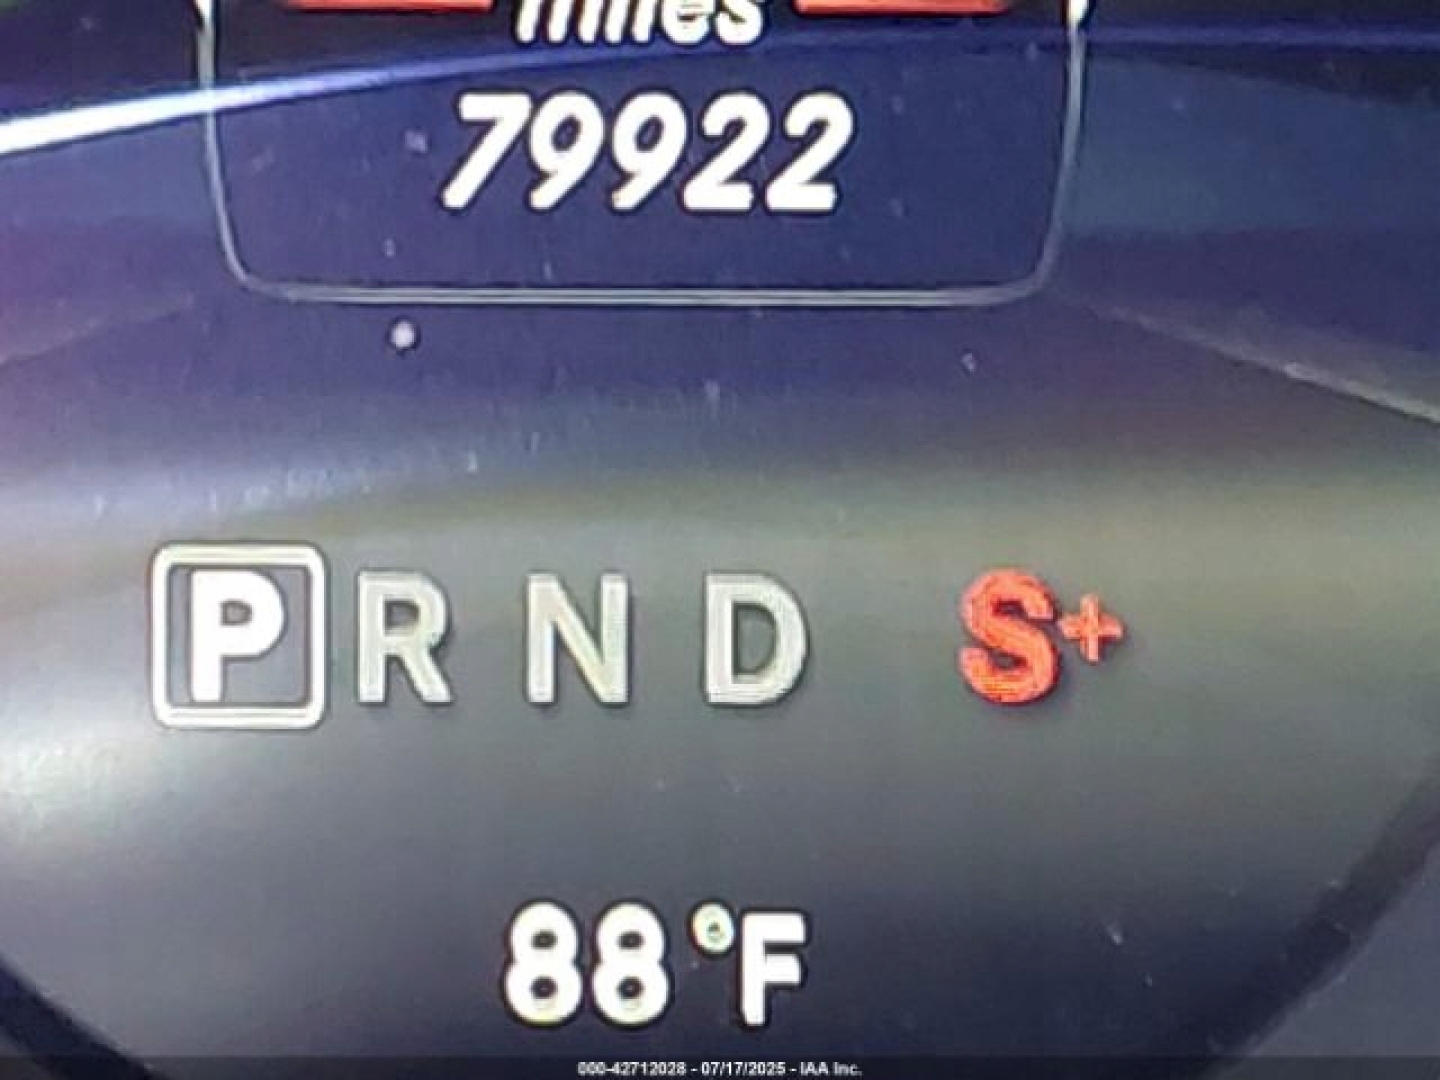 miles
79922
P R N D S+
88°F
000-42712028 - 07/17/2025 - IAA Inc.